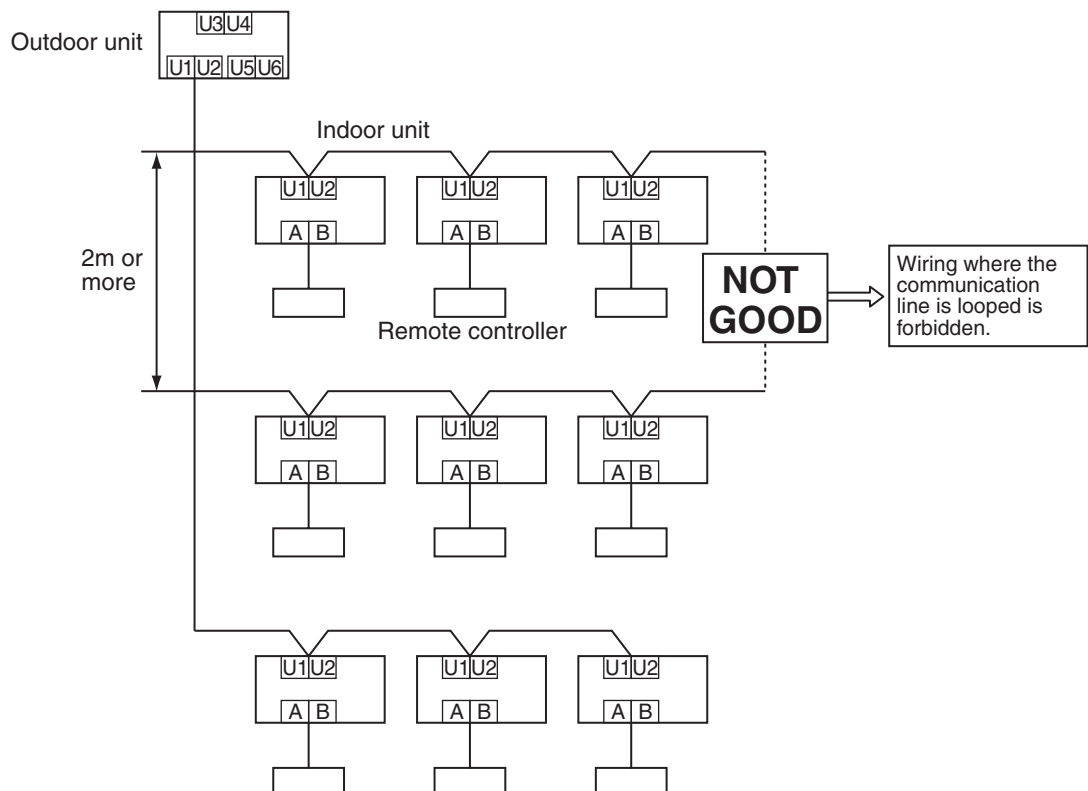 U3 U4
Outdoor unit
U1 U2 U5 U6
Indoor unit
U1 U2 U1 U2 U1 U2
A B A B A B
2m or
more
NOT
GOOD
Wiring where the
communication
line is looped is
forbidden.
Remote controller
U1 U2 U1 U2 U1 U2
A B A B A B
U1 U2 U1 U2 U1 U2
A B A B A B